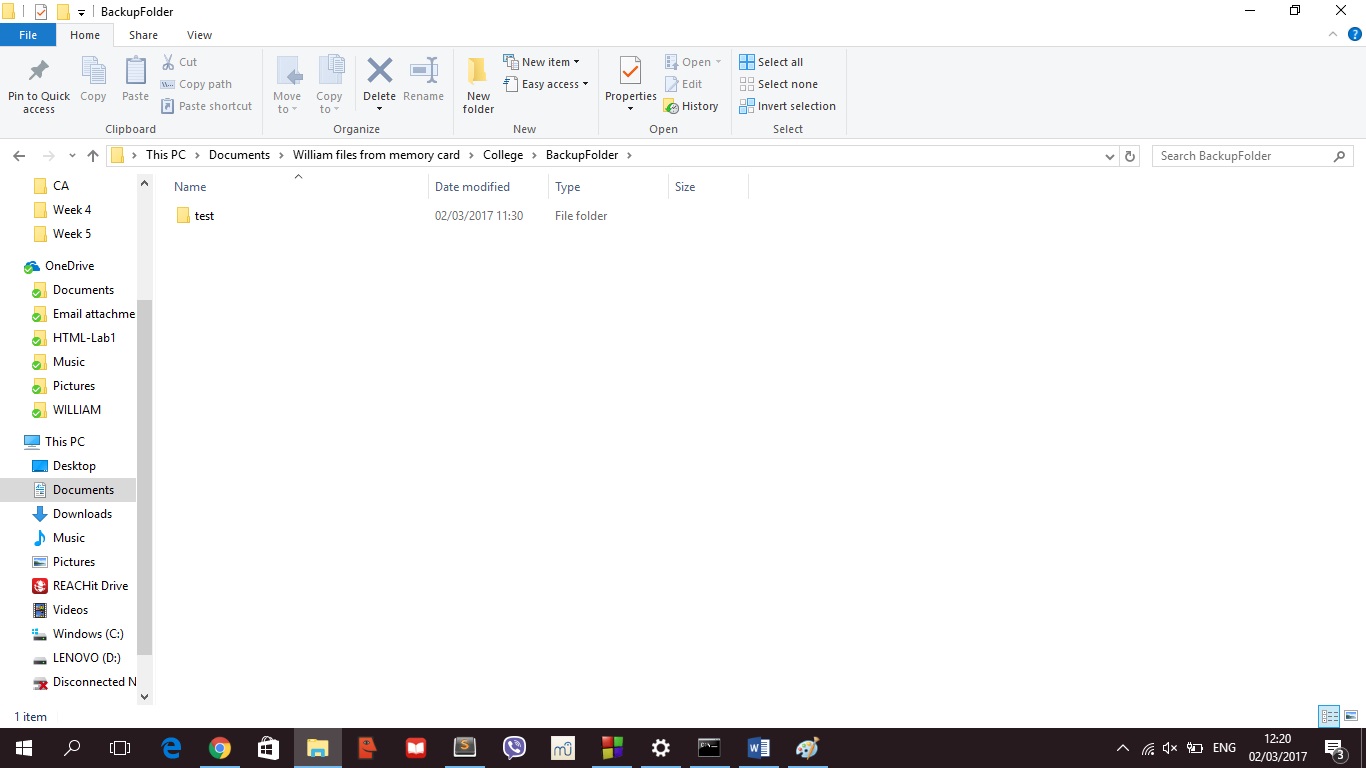 BackupFolder
File Home Share View
Pin to Quick access
Copy
Paste
Cut
Copy path
Paste shortcut
Clipboard
Move to
Copy to
Delete
Rename
Organize
New folder
New item
Easy access
New
Properties
Open
Edit
History
Open
Select all
Select none
Invert selection
Select
This PC > Documents > William files from memory card > College > BackupFolder >
Search BackupFolder
CA
Week 4
Week 5
OneDrive
Documents
Email attachme
HTML-Lab1
Music
Pictures
WILLIAM
This PC
Desktop
Documents
Downloads
Music
Pictures
REACHit Drive
Videos
Windows (C:)
LENOVO (D:)
Disconnected N
Name Date modified Type Size
test 02/03/2017 11:30 File folder
1 item
ENG
12:20
02/03/2017
3